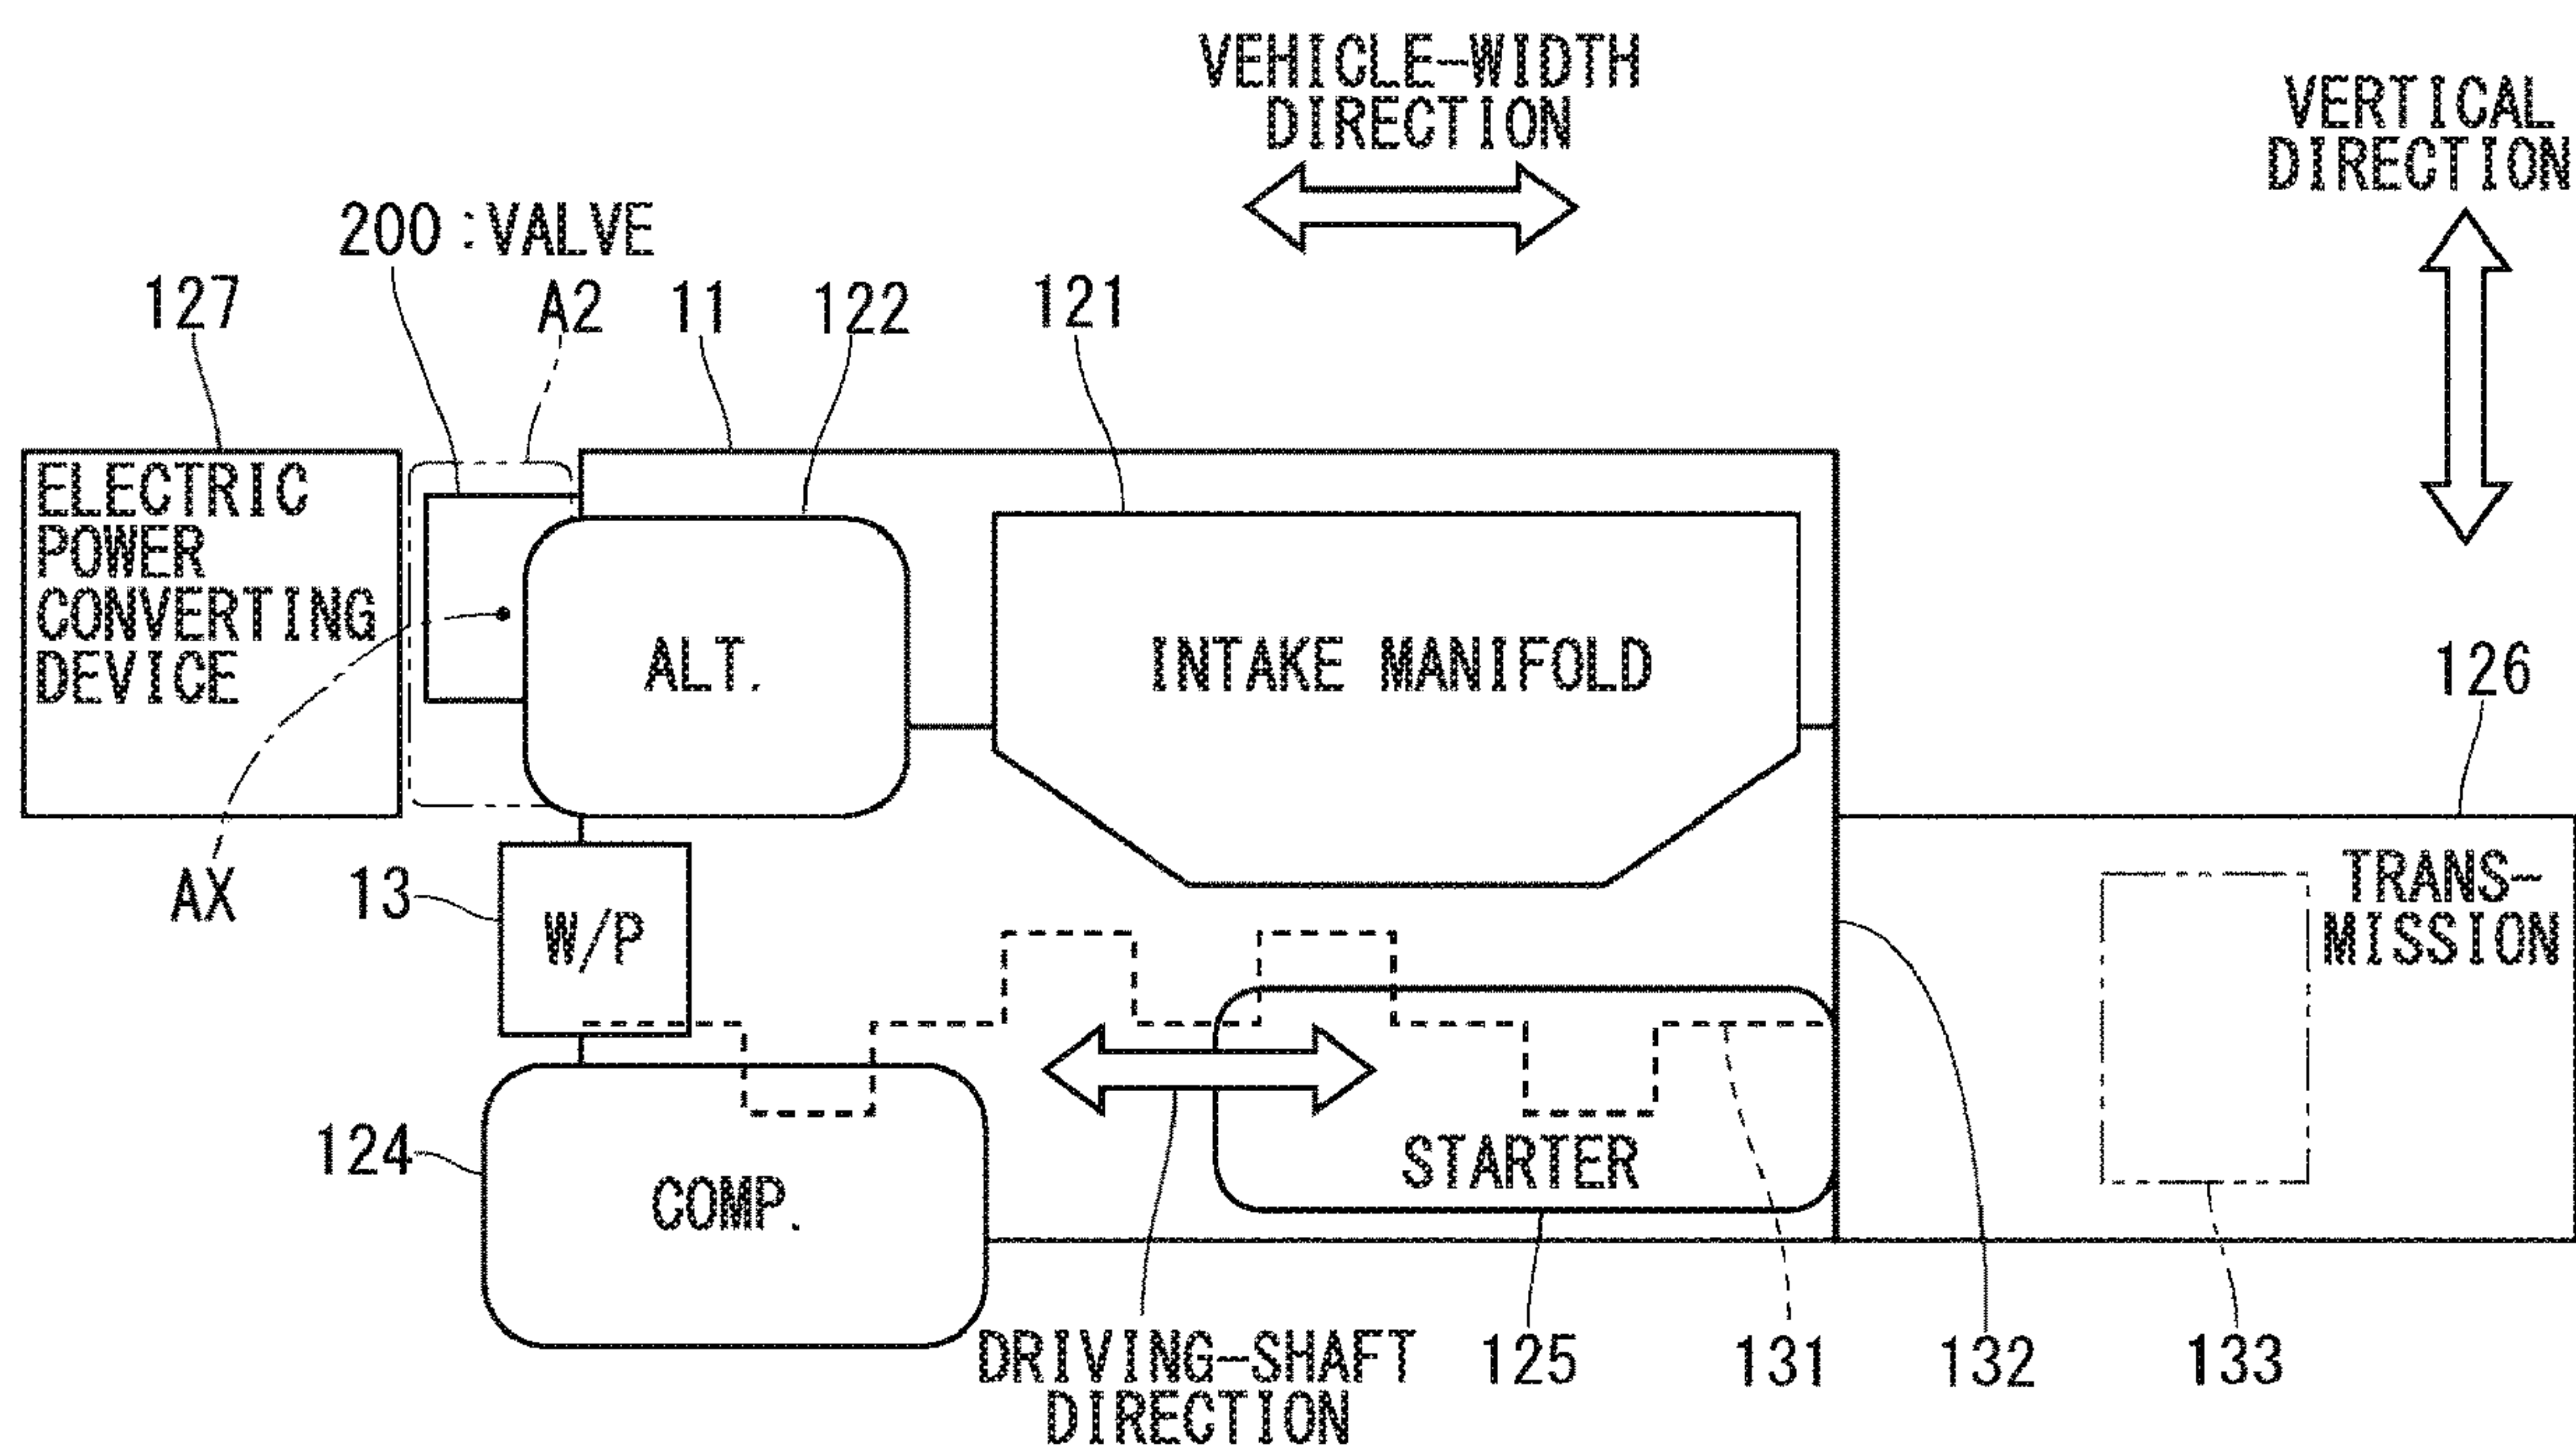 VEHICLE-WIDTH
DIRECTION
VERTICAL
DIRECTION
200:VALVE
127
A2
11
122
121
ELECTRIC
POWER
CONVERTING
DEVICE
ALT.
INTAKE MANIFOLD
126
AX
13
W/P
TRANS-
MISSION
124
COMP.
STARTER
DRIVING-SHAFT
DIRECTION
125
131
132
133